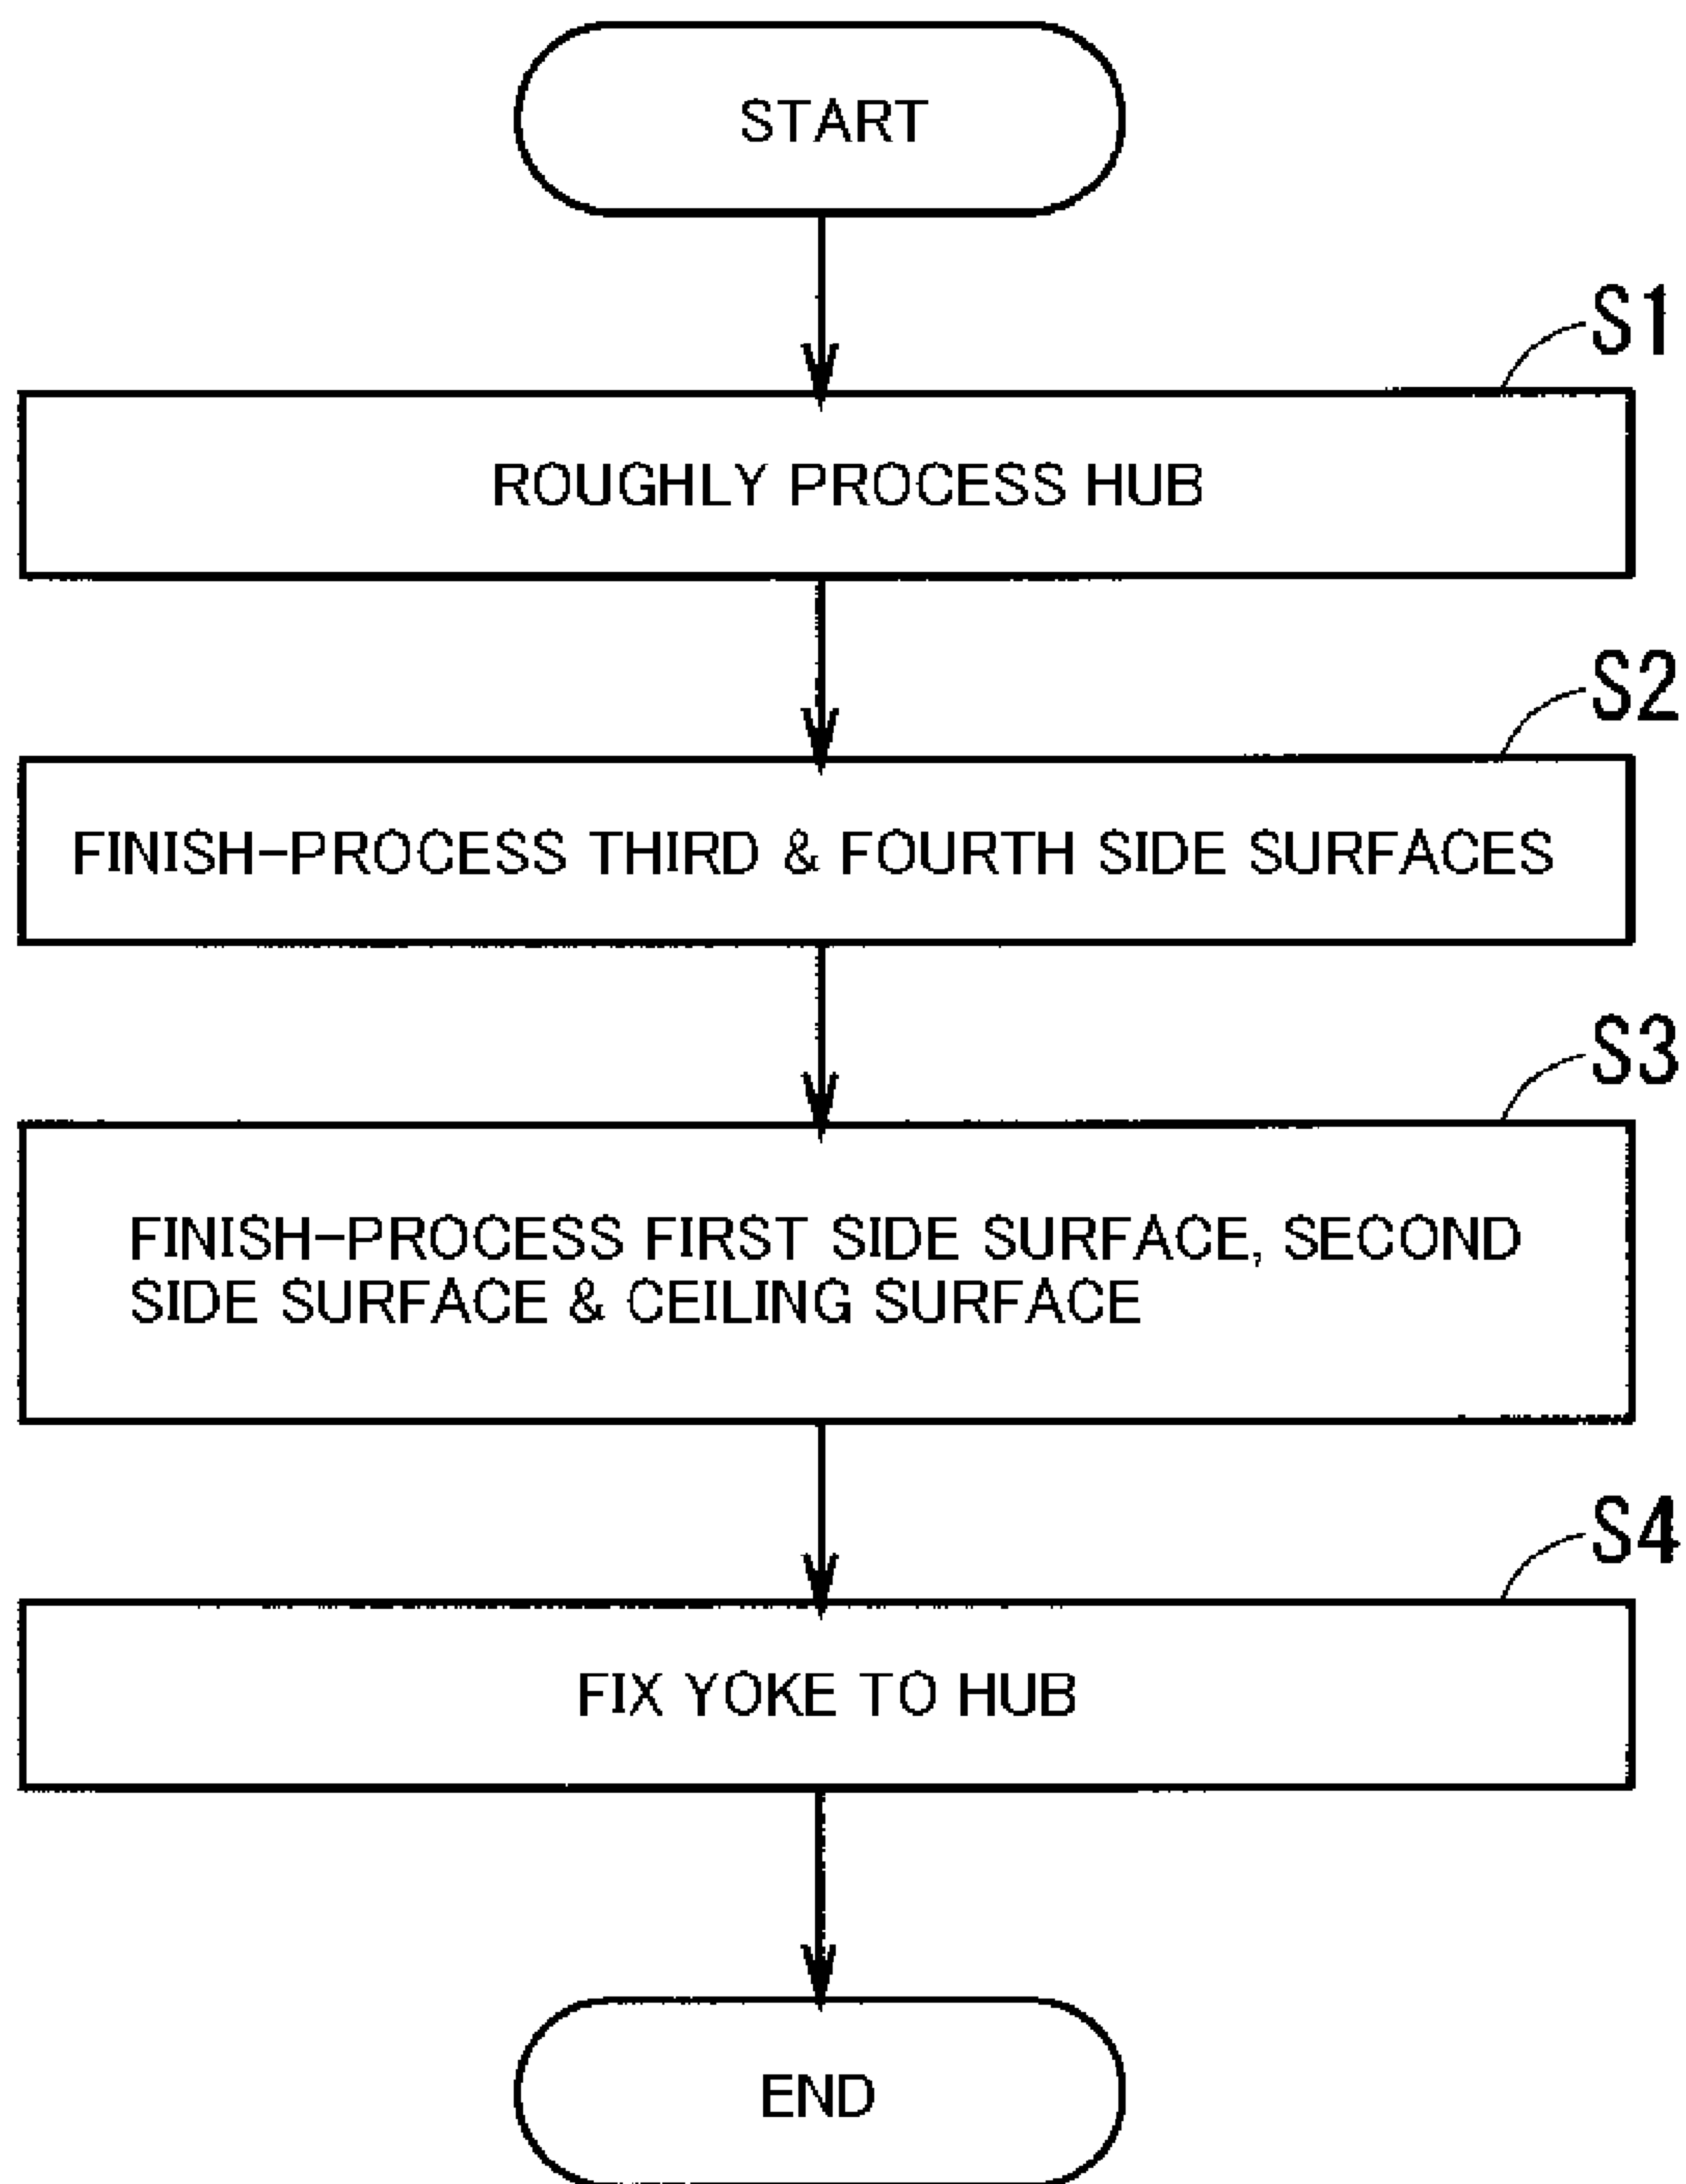 START
S1
ROUGHLY PROCESS HUB
S2
FINISH-PROCESS THIRD & FOURTH SIDE SURFACES
S3
FINISH-PROCESS FIRST SIDE SURFACE, SECOND
SIDE SURFACE & CEILING SURFACE
S4
FIX YOKE TO HUB
END